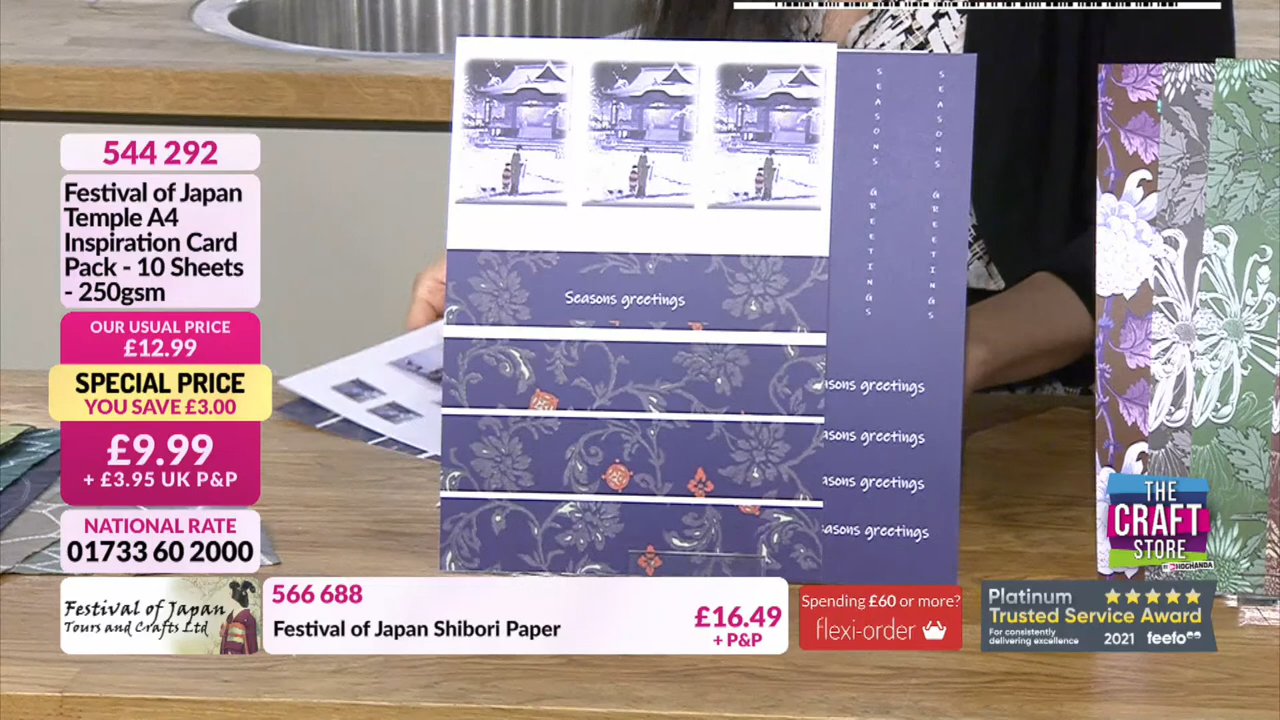 544 292
Festival of Japan
Temple A4
Inspiration Card
Pack - 10 Sheets
- 250gsm
OUR USUAL PRICE
£12.99
SPECIAL PRICE
YOU SAVE £3.00
£9.99
+ £3.95 UK P&P
NATIONAL RATE
01733 60 2000
SEASONS GREETINGS
SEASONS GREETINGS
Seasons greetings
asons greetings
asons greetings
asons greetings
asons greetings
THE
CRAFT
STORE
BY HOCHANDA
Festival of Japan
Tours and Crafts Ltd
566 688
Festival of Japan Shibori Paper
£16.49
+ P&P
Spending £60 or more?
flexi-order
Platinum
Trusted Service Award
For consistently
delivering excellence
2021 feefo